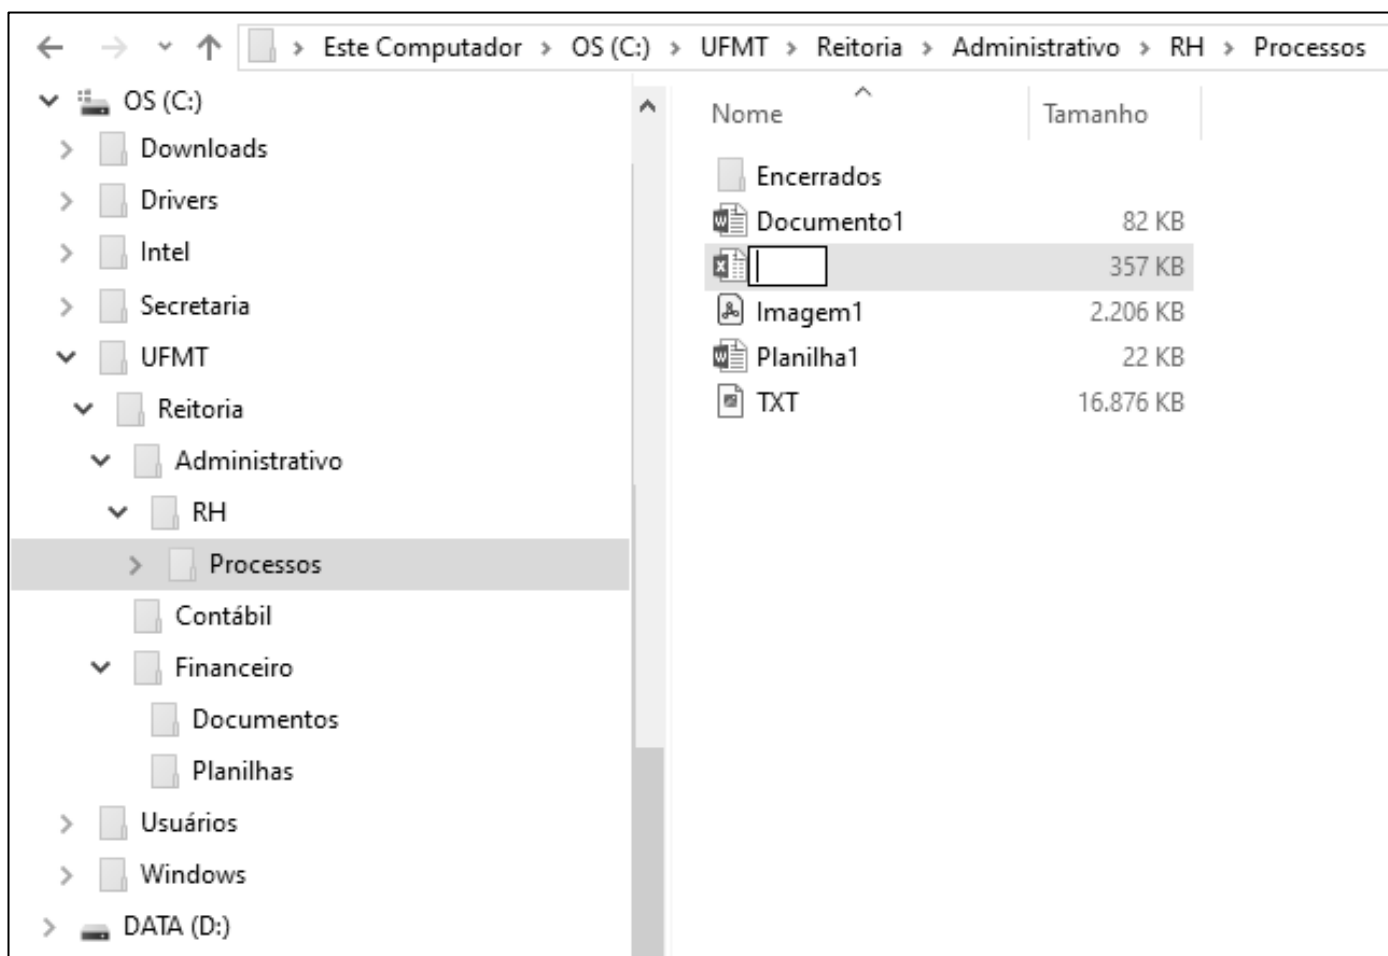 Este Computador > OS (C:) > UFMT > Reitoria > Administrativo > RH > Processos
OS (C:)
Downloads
Drivers
Intel
Secretaria
UFMT
Reitoria
Administrativo
RH
Processos
Contábil
Financeiro
Documentos
Planilhas
Usuários
Windows
DATA (D:)
Nome Tamanho
Encerrados
Documento1 82 KB
357 KB
Imagem1 2.206 KB
Planilha1 22 KB
TXT 16.876 KB